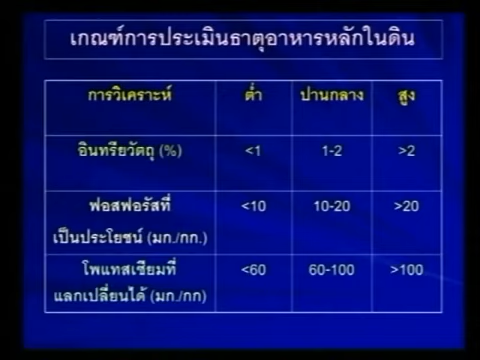 เกณฑ์การประเมินธาตุอาหารหลักในดิน
การวิเคราะห์ ต่ำ ปานกลาง สูง
อินทรียวัตถุ (%) <1 1-2 >2
ฟอสฟอรัสที่ <10 10-20 >20
เป็นประโยชน์ (มก./กก.)
โพแทสเซียมที่ <60 60-100 >100
แลกเปลี่ยนได้ (มก./กก)